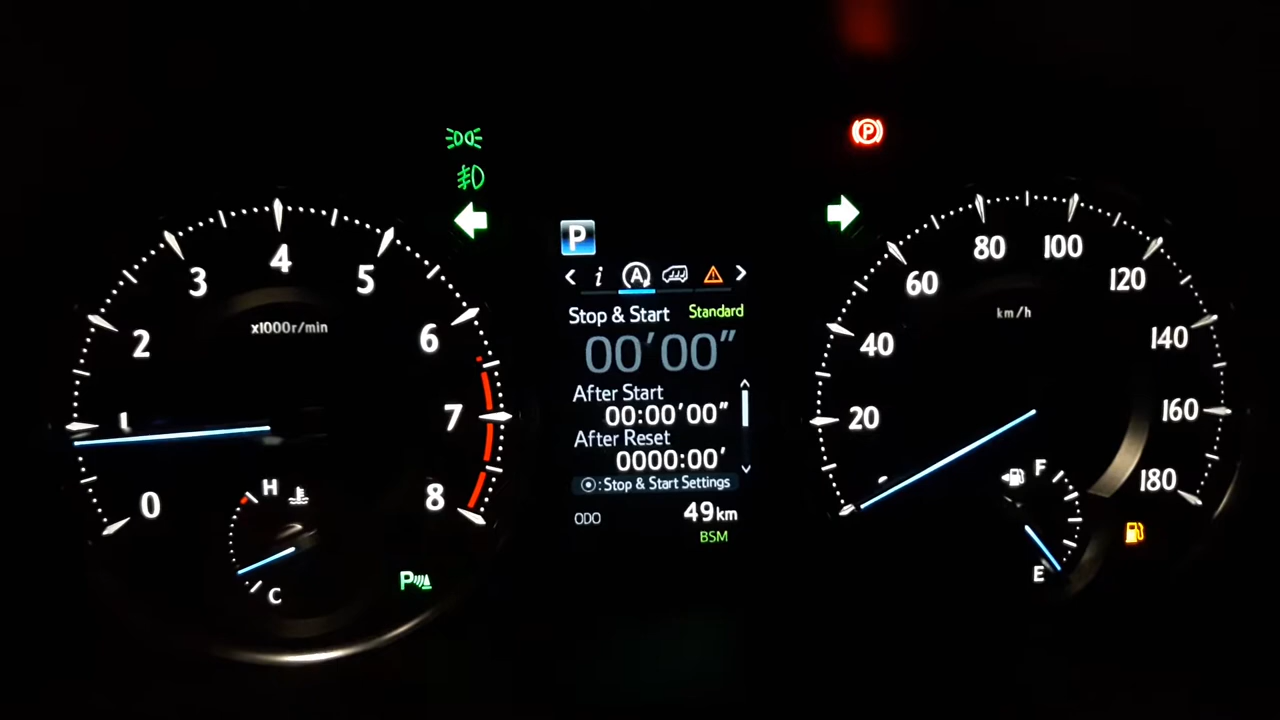 P
i A
Stop & Start Standard
00'00"
After Start
00:00'00"
After Reset
0000:00'
: Stop & Start Settings
ODO 49 km
BSM
0
1
2
3
4
5
6
7
8
x1000r/min
H
C
P
P
20
40
60
80
100
120
140
160
180
km/h
F
E